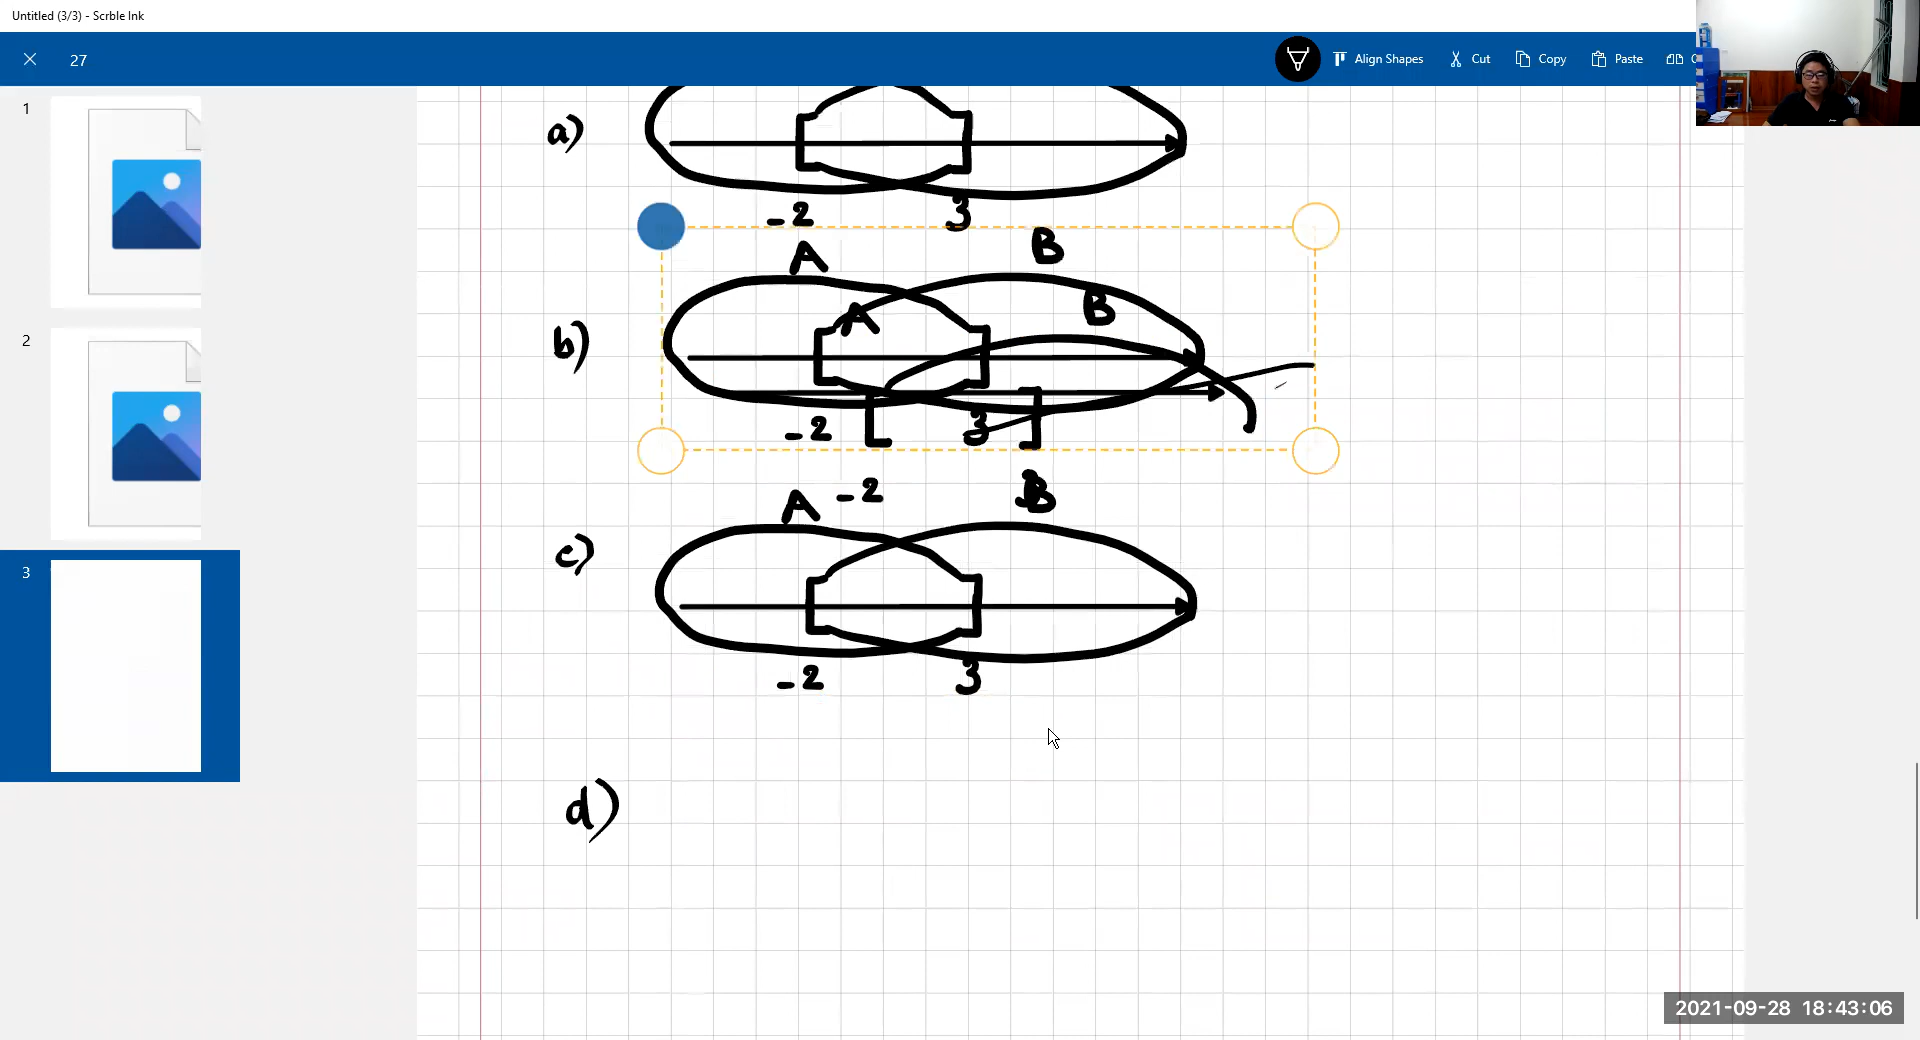 Untitled (3/3) - Scrble Ink
27
Align Shapes
Cut
Copy
Paste
1
2
3
a)
-2 3
A B
b)
A B
-2 3
-2
A B
c)
-2 3
d)
2021-09-28 18:43:06